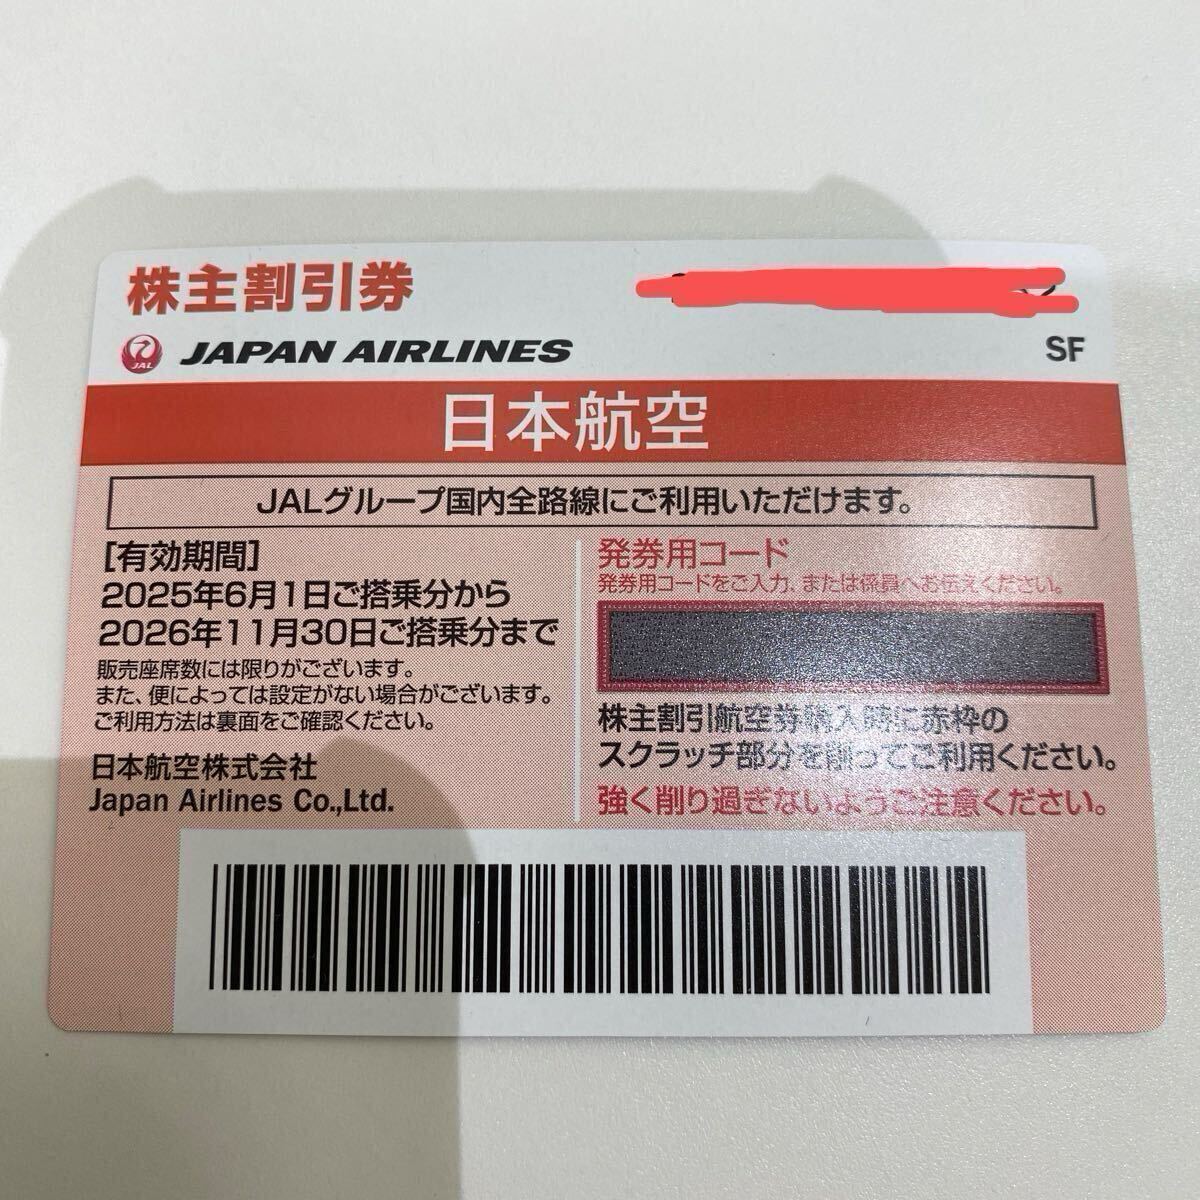 株主割引券
JAL JAPAN AIRLINES
SF
日本航空
JALグループ国内全路線にご利用いただけます。
[有効期間]
2025年6月1日ご搭乗分から
2026年11月30日ご搭乗分まで
販売座席数には限りがございます。
また、便によっては設定がない場合がございます。
ご利用方法は裏面をご確認ください。
日本航空株式会社
Japan Airlines Co.,Ltd.
発券用コード
発券用コードをご入力、または係員へお伝えください。
株主割引航空券購入時に赤枠の
スクラッチ部分を削ってご利用ください。
強く削り過ぎないようご注意ください。